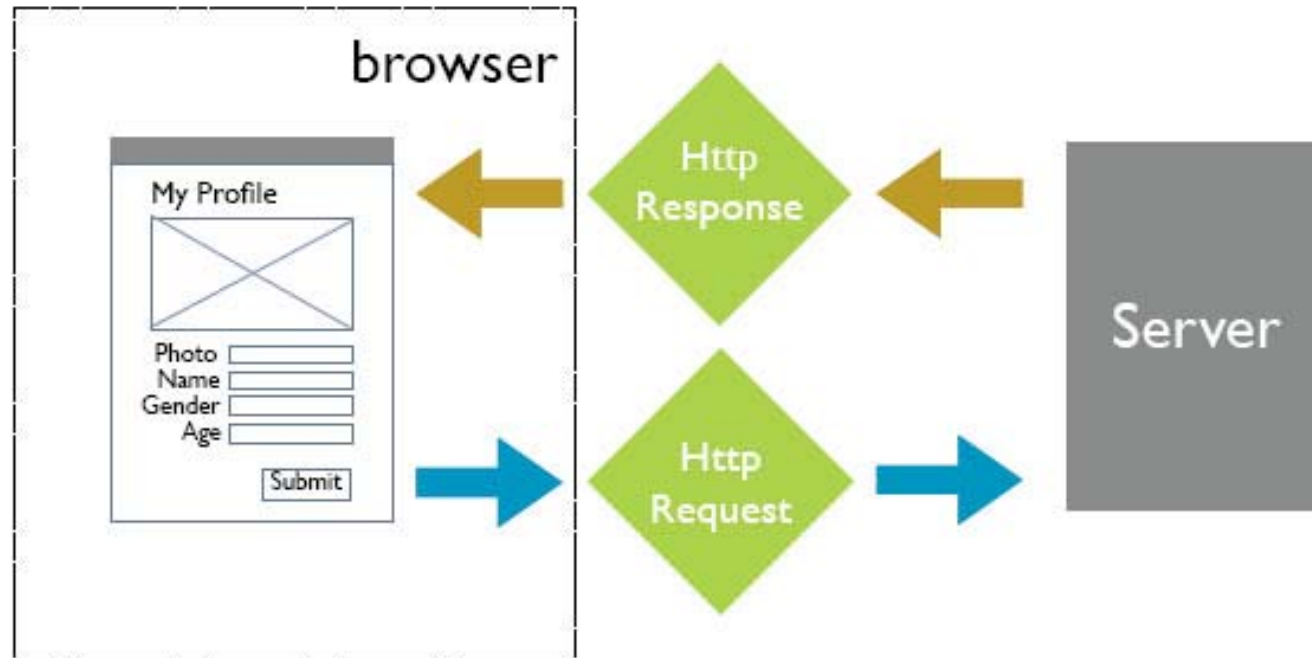 browser
My Profile
Photo
Name
Gender
Age
Submit
Http
Response
Http
Request
Server